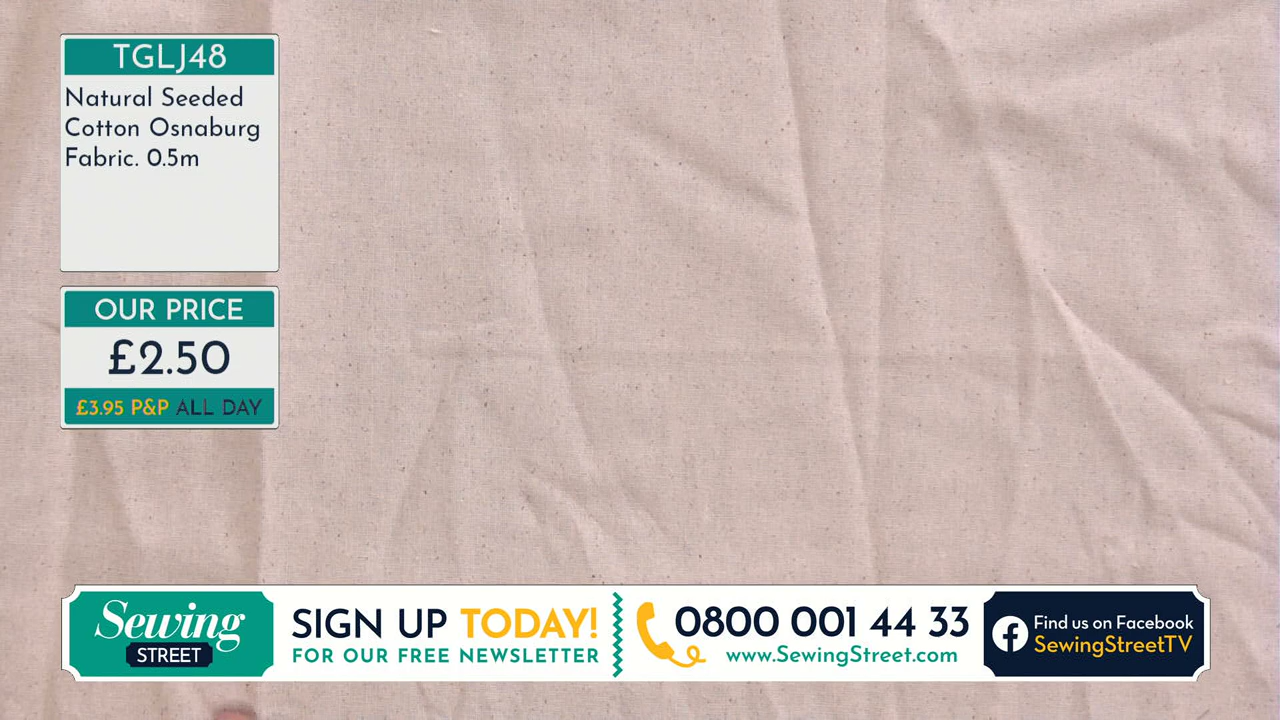 TGLJ48
Natural Seeded
Cotton Osnaburg
Fabric. 0.5m
OUR PRICE
£2.50
£3.95 P&P ALL DAY
Sewing
STREET
SIGN UP TODAY!
FOR OUR FREE NEWSLETTER
0800 001 44 33
www.SewingStreet.com
Find us on Facebook
SewingStreetTV